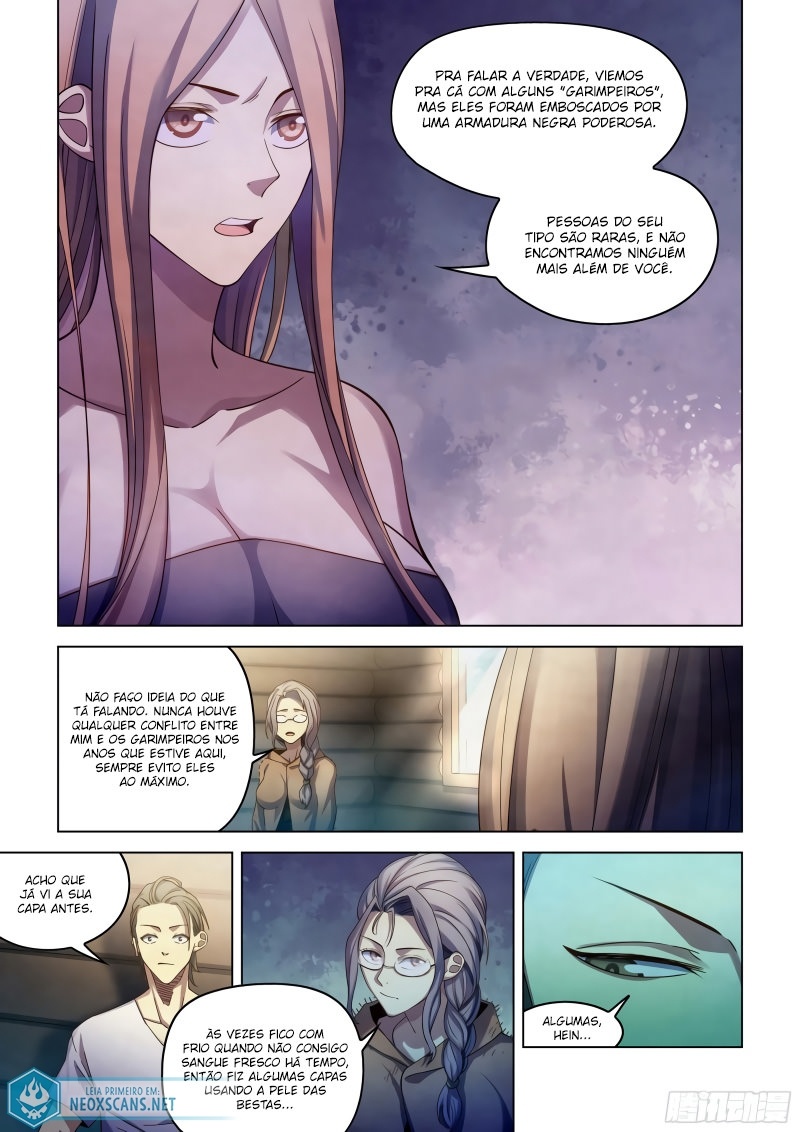 PRA FALAR A VERDADE, VIEMOS
PRA CÁ COM ALGUNS "GARIMPEIROS",
MAS ELES FORAM EMBOSCADOS POR
UMA ARMADURA NEGRA PODEROSA.
PESSOAS DO SEU
TIPO SÃO RARAS, E NÃO
ENCONTRAMOS NINGUÉM
MAIS ALÉM DE VOCÊ.
NÃO FAÇO IDEIA DO QUE
TÁ FALANDO. NUNCA HOUVE
QUALQUER CONFLITO ENTRE
MIM E OS GARIMPEIROS NOS
ANOS QUE ESTIVE AQUI,
SEMPRE EVITO ELES
AO MÁXIMO.
ACHO QUE
JÁ VI A SUA
CAPA ANTES.
ÀS VEZES FICO COM
FRIO QUANDO NÃO CONSIGO
SANGUE FRESCO HÁ TEMPO,
ENTÃO FIZ ALGUMAS CAPAS
USANDO A PELE DAS
BESTAS...
ALGUMAS,
HEIN...
LEIA PRIMEIRO EM:
NEOXSCANS.NET
腾讯动漫